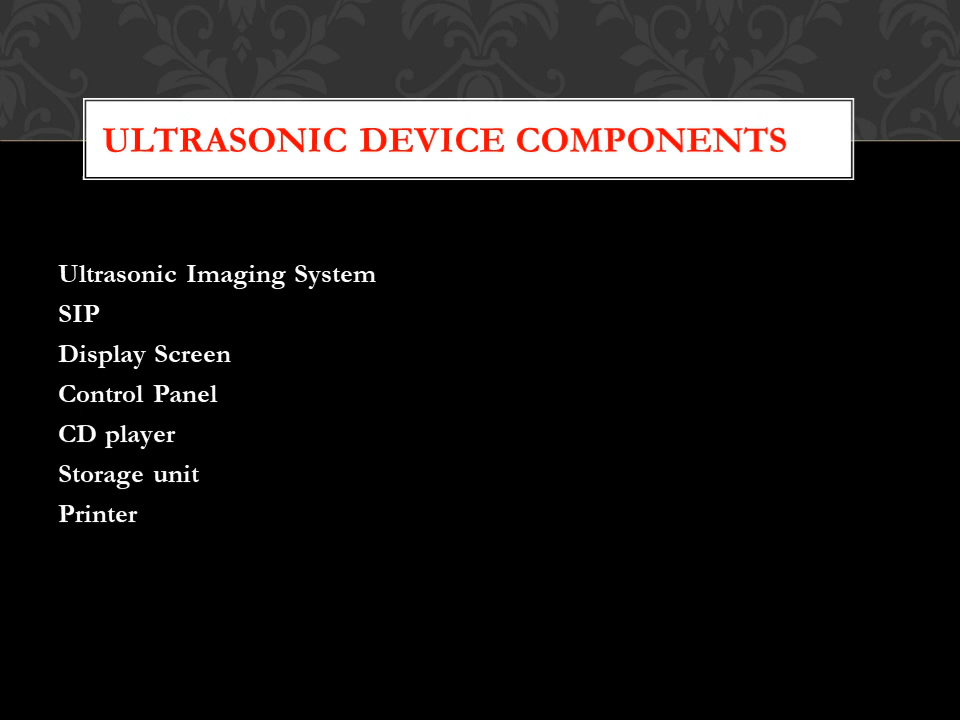 ULTRASONIC DEVICE COMPONENTS
Ultrasonic Imaging System
SIP
Display Screen
Control Panel
CD player
Storage unit
Printer